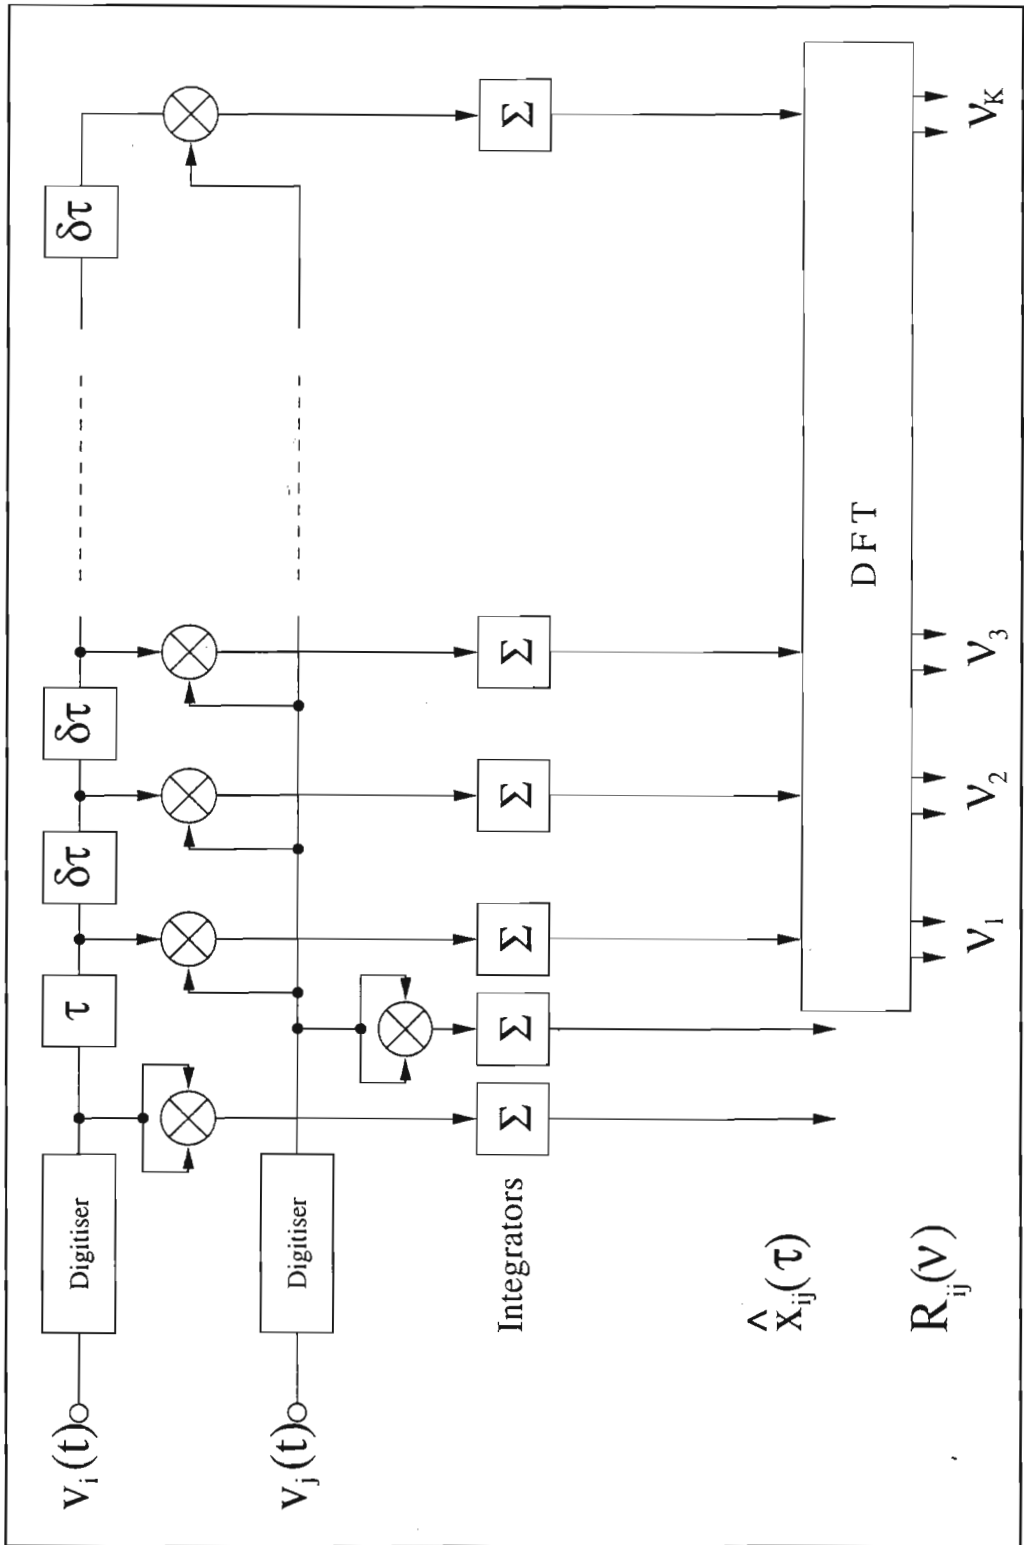 v_i(t) Digitiser τ δτ δτ δτ
v_j(t) Digitiser
Integrators Σ Σ Σ Σ Σ Σ
x̂_ij(τ) DFT
R_ij(ν) ν_1 ν_2 ν_3 ν_K